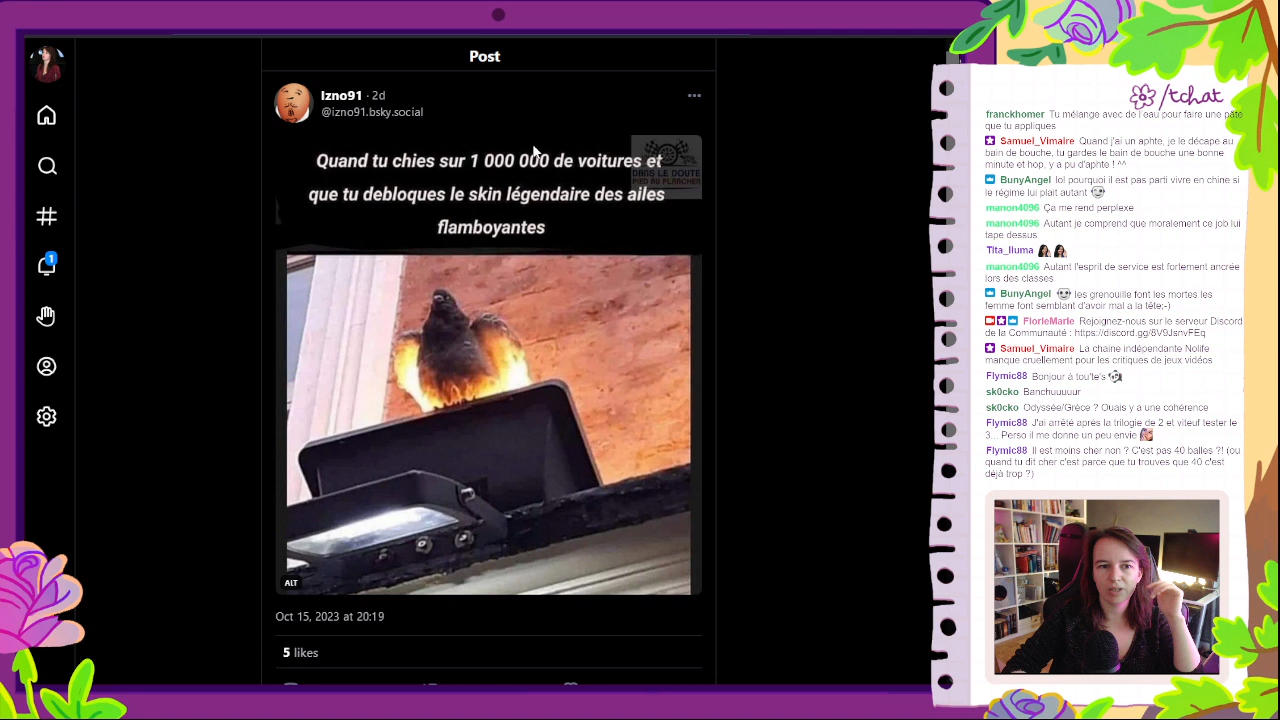 Post
Izno91 · 2d
@izno91.bsky.social
Quand tu chies sur 1 000 000 de voitures et
que tu debloques le skin légendaire des ailes
flamboyantes
DANS LE DOUTE
PIED AU PLANCHER
ALT
Oct 15, 2023 at 20:19
5 likes
1
/tchat
franckhomer Tu mélange avec de l'eau pour faire une pâte
que tu appliques
Samuel_Vimaire Quand j'ai un aphte, je le décape au
bain de bouche, tu gardes le bain de bouche une bonne
minute et hop, y a pu d'aphte ! ^^
BunyAngel lol pourquoi il est pas parti vivre en chine si
le régime lui plait autant
manon4096 Ça me rend perplexe
manon4096 Autant je comprend que moralement ce job lui
tape dessus
Tita_lluma
manon4096 Autant l'esprit de service est fortement ancrée
lors des classes
BunyAngel les grenouille font les mortes les
femme font semblant d'avoir mal a la tête;-)
FlorieMarie Rejoignez-nous sur le serveur Discord
de la Communauté : https://discord.gg/8V9JsnvFEq
Samuel_Vimaire La chaine indépendante Nolife
manque cruellement pour les critiques de jeux vidéos
Flymic88 Bonjour à tou'te's
sk0cko Banchuuuuur
sk0cko Odyssée/Grèce ? Ouais y a une cohérence
Flymic88 J'ai arrêté après la trilogie de 2 et viteuf tester le
3... Perso il me donne un peu envie
Flymic88 Il est moins cher non ? C'est pas 40 balles ?! (ou
quand tu dit cher c'est parce que tu trouves que 40 c'est
déjà trop ?)